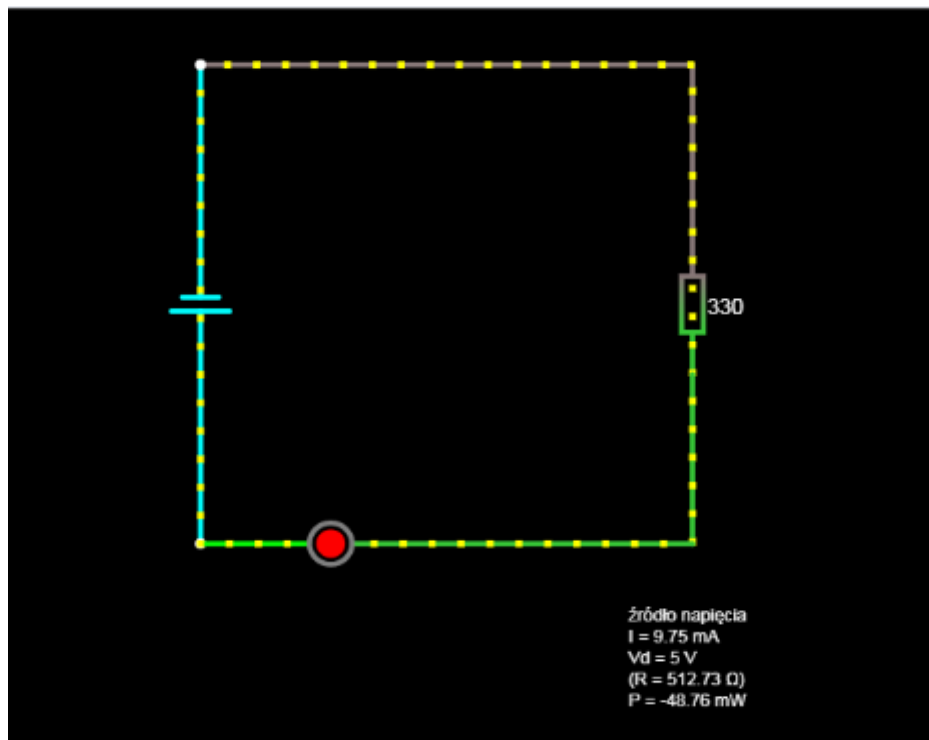 330
źródło napięcia
I = 9.75 mA
Vd = 5 V
(R = 512.73 Ω)
P = -48.76 mW